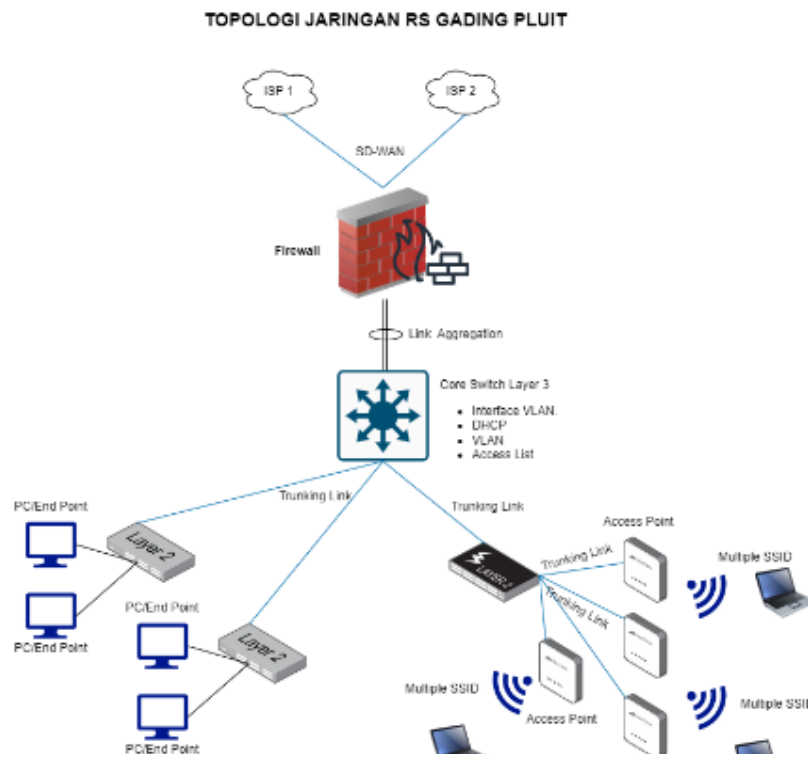 TOPOLOGI JARINGAN RS GADING PLUIT
ISP 1
ISP 2
SD-WAN
Firewall
Link Aggregation
Core Switch Layer 3
Interface VLAN.
DHCP
VLAN
Access List
Trunking Link
Trunking Link
PC/End Point
Layer 2
PC/End Point
PC/End Point
Layer 2
PC/End Point
LAYER 2
Trunking Link
Trunking Link
Access Point
Multiple SSID
Multiple SSID
Access Point
Multiple SSID